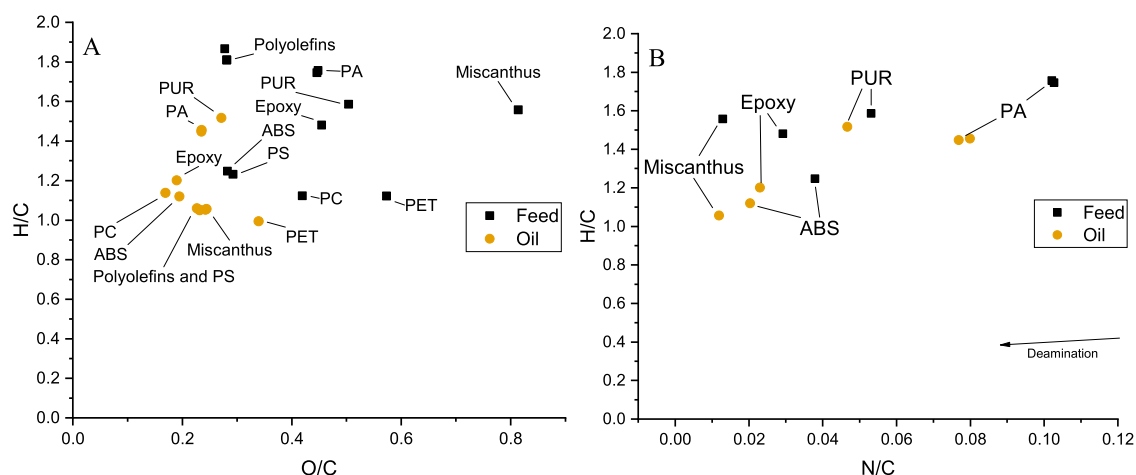 A
2.0
1.8
1.6
1.4
1.2
1.0
0.8
0.6
0.4
0.2
0.0
H/C
0.0
0.2
0.4
0.6
0.8
O/C
Polyolefins
PA
Miscanthus
PUR
PUR
PA
Epoxy
ABS
PS
Epoxy
PC
PET
PC
ABS
Miscanthus
PET
Polyolefins and PS
Feed
Oil
B
2.0
1.8
1.6
1.4
1.2
1.0
0.8
0.6
0.4
0.2
0.0
H/C
0.00
0.02
0.04
0.06
0.08
0.10
0.12
N/C
PUR
Epoxy
PA
Miscanthus
ABS
Feed
Oil
Deamination